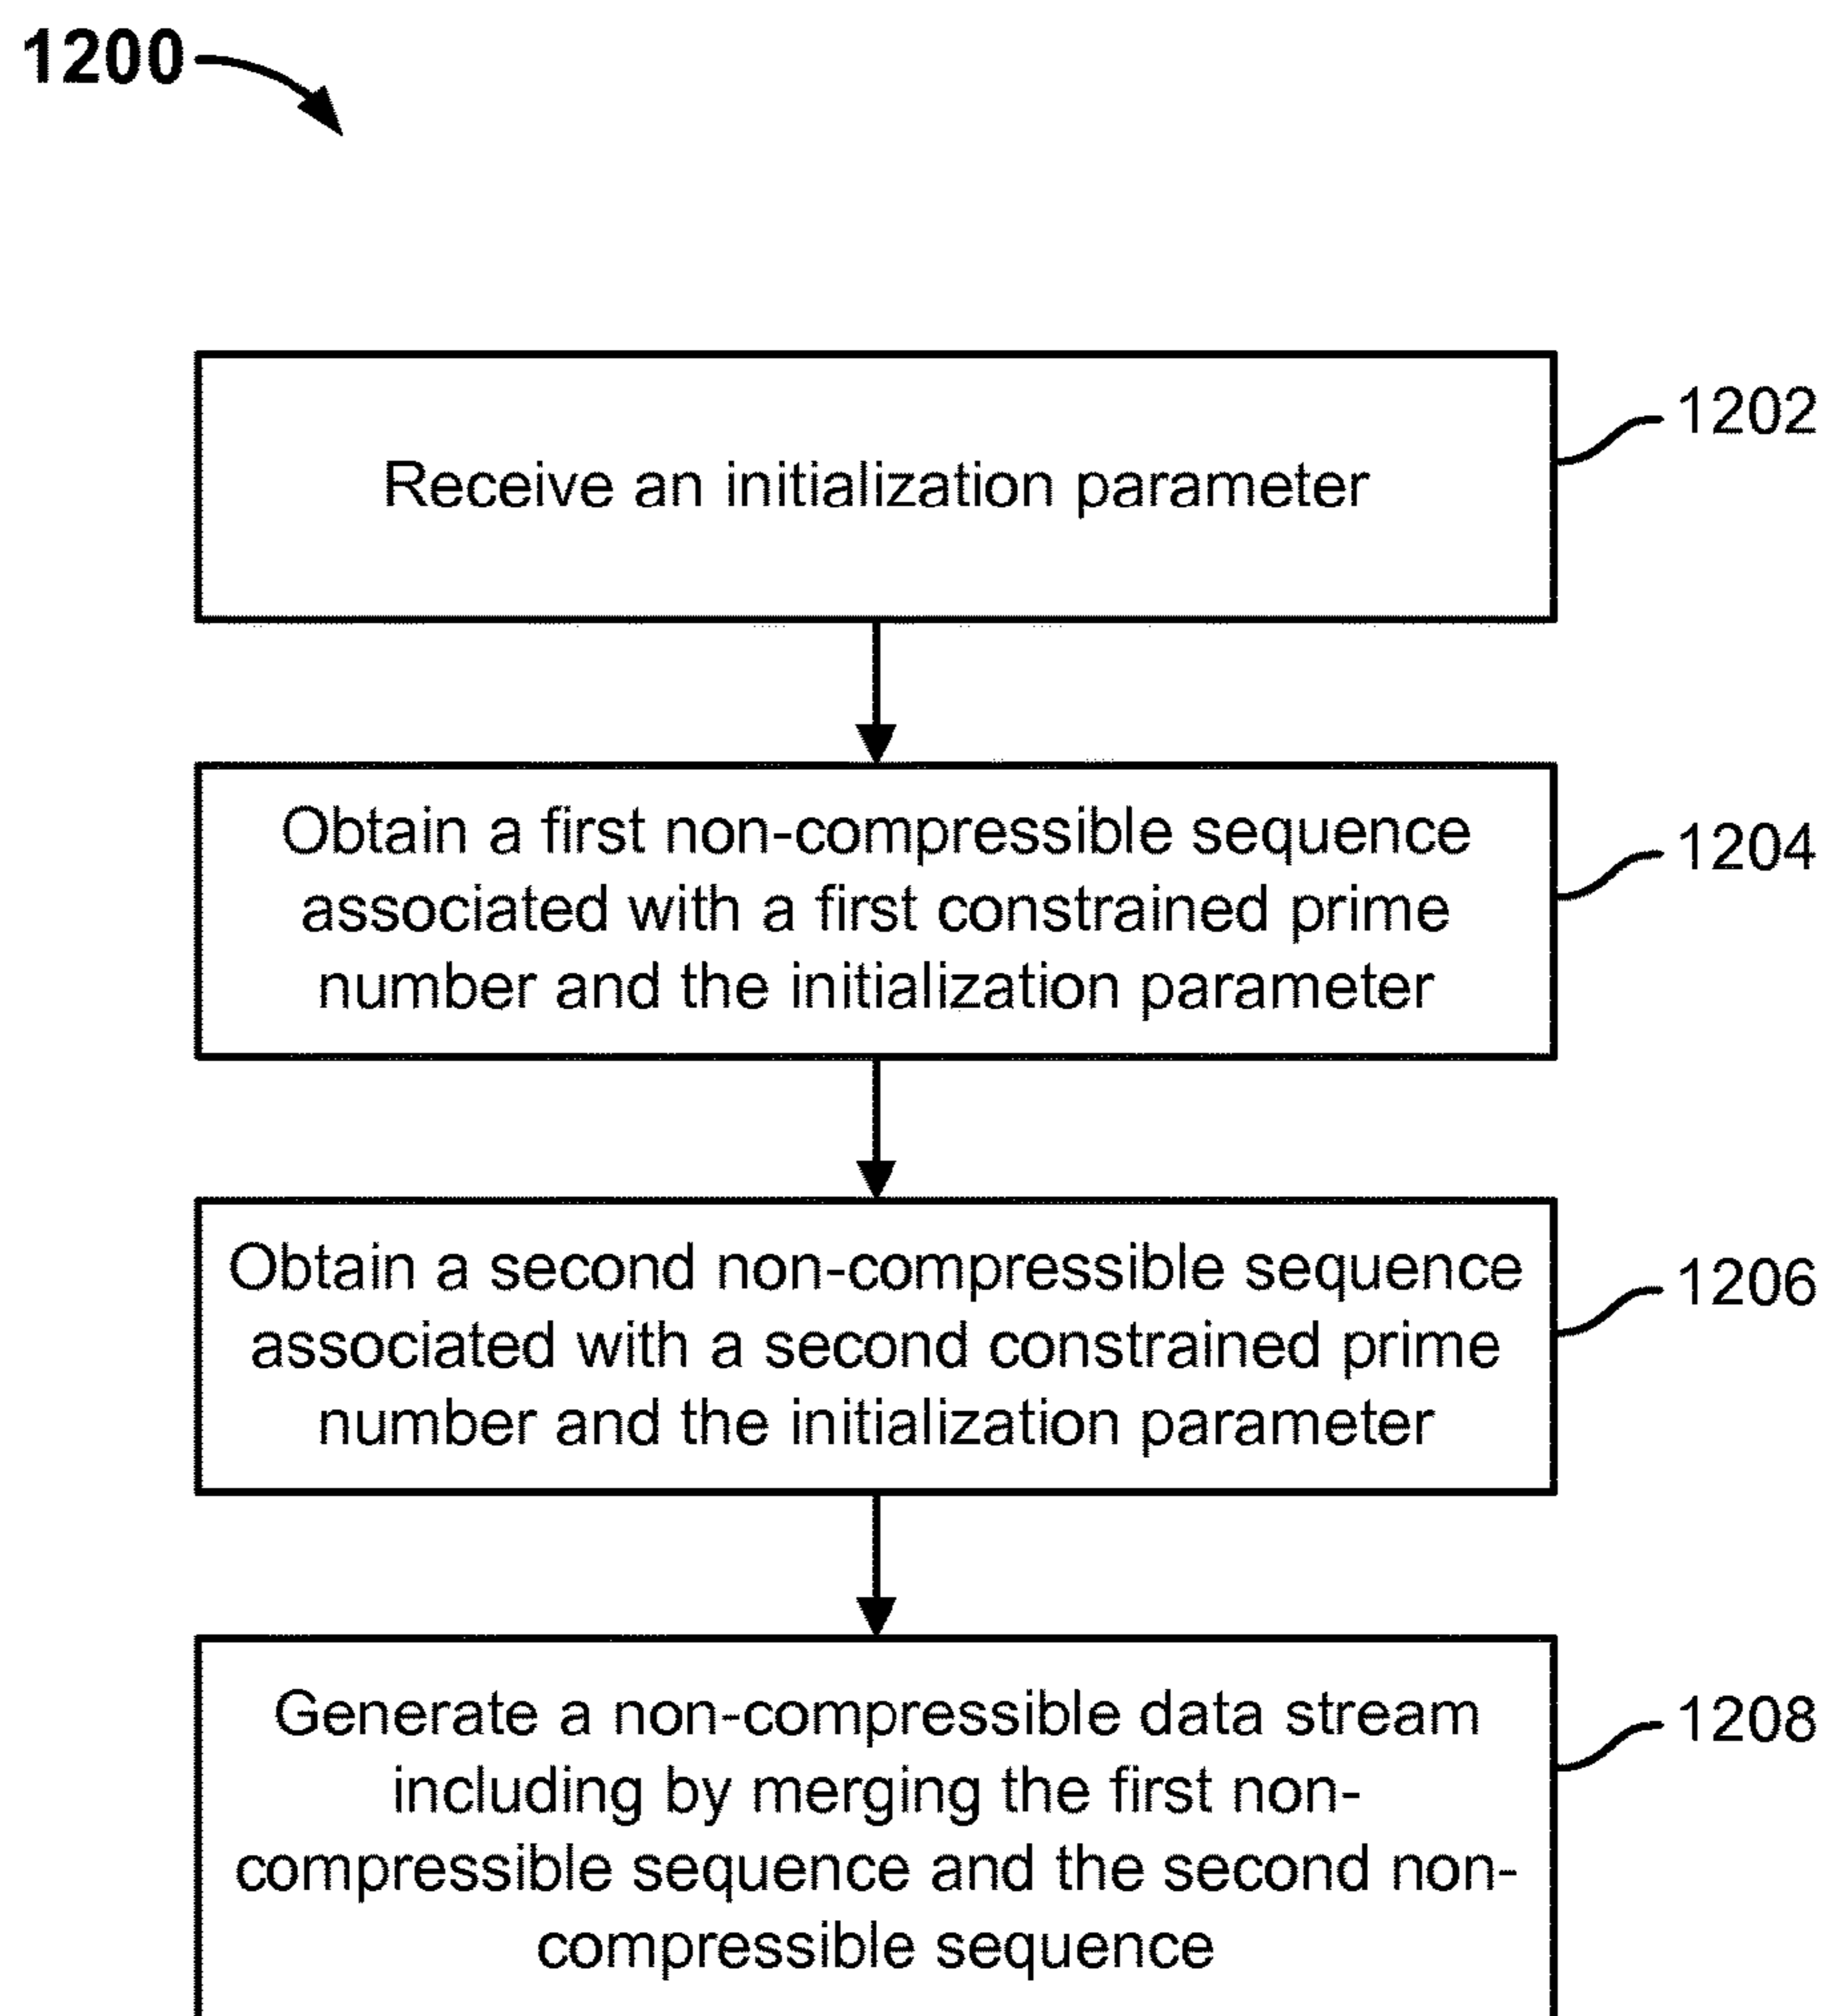 1200
Receive an initialization parameter
1202
Obtain a first non-compressible sequence
associated with a first constrained prime
number and the initialization parameter
1204
Obtain a second non-compressible sequence
associated with a second constrained prime
number and the initialization parameter
1206
Generate a non-compressible data stream
including by merging the first non-
compressible sequence and the second non-
compressible sequence
1208